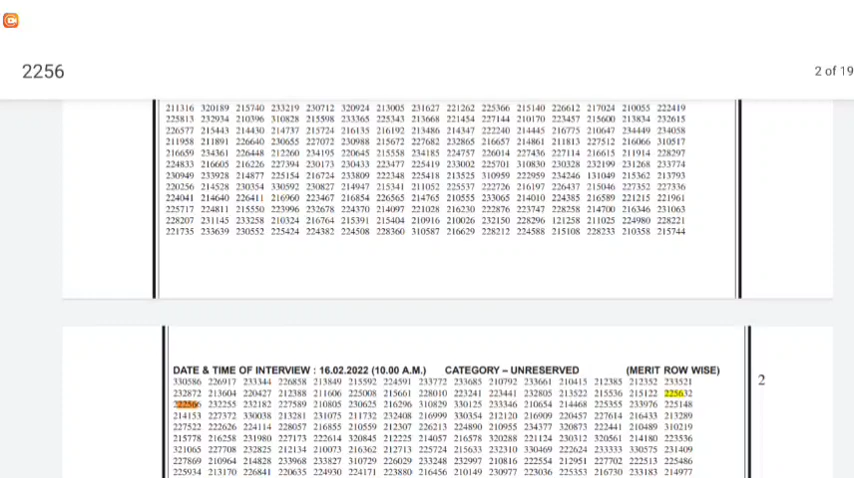 2256
2 of 19
211316 320189 215740 233219 230712 320924 213005 231627 221262 225366 215140 226612 217024 210055 222419
225813 232934 210396 310828 215598 233365 225343 213668 221454 227144 210170 223457 215600 213834 232615
226577 215443 214430 214737 215724 216135 216192 213486 214347 222240 214445 216775 210647 234449 234058
211958 211891 226640 230655 227072 230988 215672 227682 232865 216657 214861 211813 227512 216066 310517
216659 234361 226448 212260 234195 220645 215558 234185 224757 226014 227436 227114 216615 211914 228297
224833 216605 216226 227394 230173 230433 223477 225419 233002 225701 310830 230328 232199 231268 233774
230949 233928 214877 225154 216724 233809 222348 225418 213525 310959 222959 234246 131049 215362 213793
220256 214528 230354 330592 230827 214947 215341 211052 225537 222726 216197 226437 215046 227352 227336
224041 214640 226411 216960 223467 216854 226565 214765 210555 233065 214010 224385 216589 221215 221961
225717 224811 215550 223996 232678 224370 214097 221028 216230 222876 223747 228258 214700 216346 231063
228207 231145 233258 210324 216764 215391 215404 210916 210026 232150 228296 121258 211025 224980 228221
221735 233639 230552 225424 224382 224508 228360 310587 216629 228212 224588 215108 228233 210358 215744
DATE & TIME OF INTERVIEW : 16.02.2022 (10.00 A.M.) CATEGORY – UNRESERVED (MERIT ROW WISE)
2
330586 226917 233344 226858 213849 215592 224591 233772 233685 210792 233661 210415 212385 212352 233521
232872 213604 220427 212388 211606 225008 215661 228010 223241 223441 232805 213522 215536 215122 225632
222566 232255 232182 227589 210805 230625 216296 310829 330125 233346 210654 214468 225355 233976 225148
214153 227372 330038 213281 231075 211732 232408 216999 330354 212120 216909 220457 227614 216433 213289
227522 222626 224114 228057 216855 210559 212307 226213 224890 210955 234377 320873 222441 210489 310219
215778 216258 231980 227173 222614 320845 212225 214057 216578 320288 221124 230312 320561 214180 223536
321065 227708 232825 212134 210073 216362 212713 225724 215633 232310 330469 222624 233333 330575 231409
227869 210964 214828 233968 233827 310729 226029 233248 232997 210816 222554 212951 227702 222513 225486
225934 213170 226841 220635 224930 224171 223880 216456 210149 230977 223036 225353 216730 233183 214977